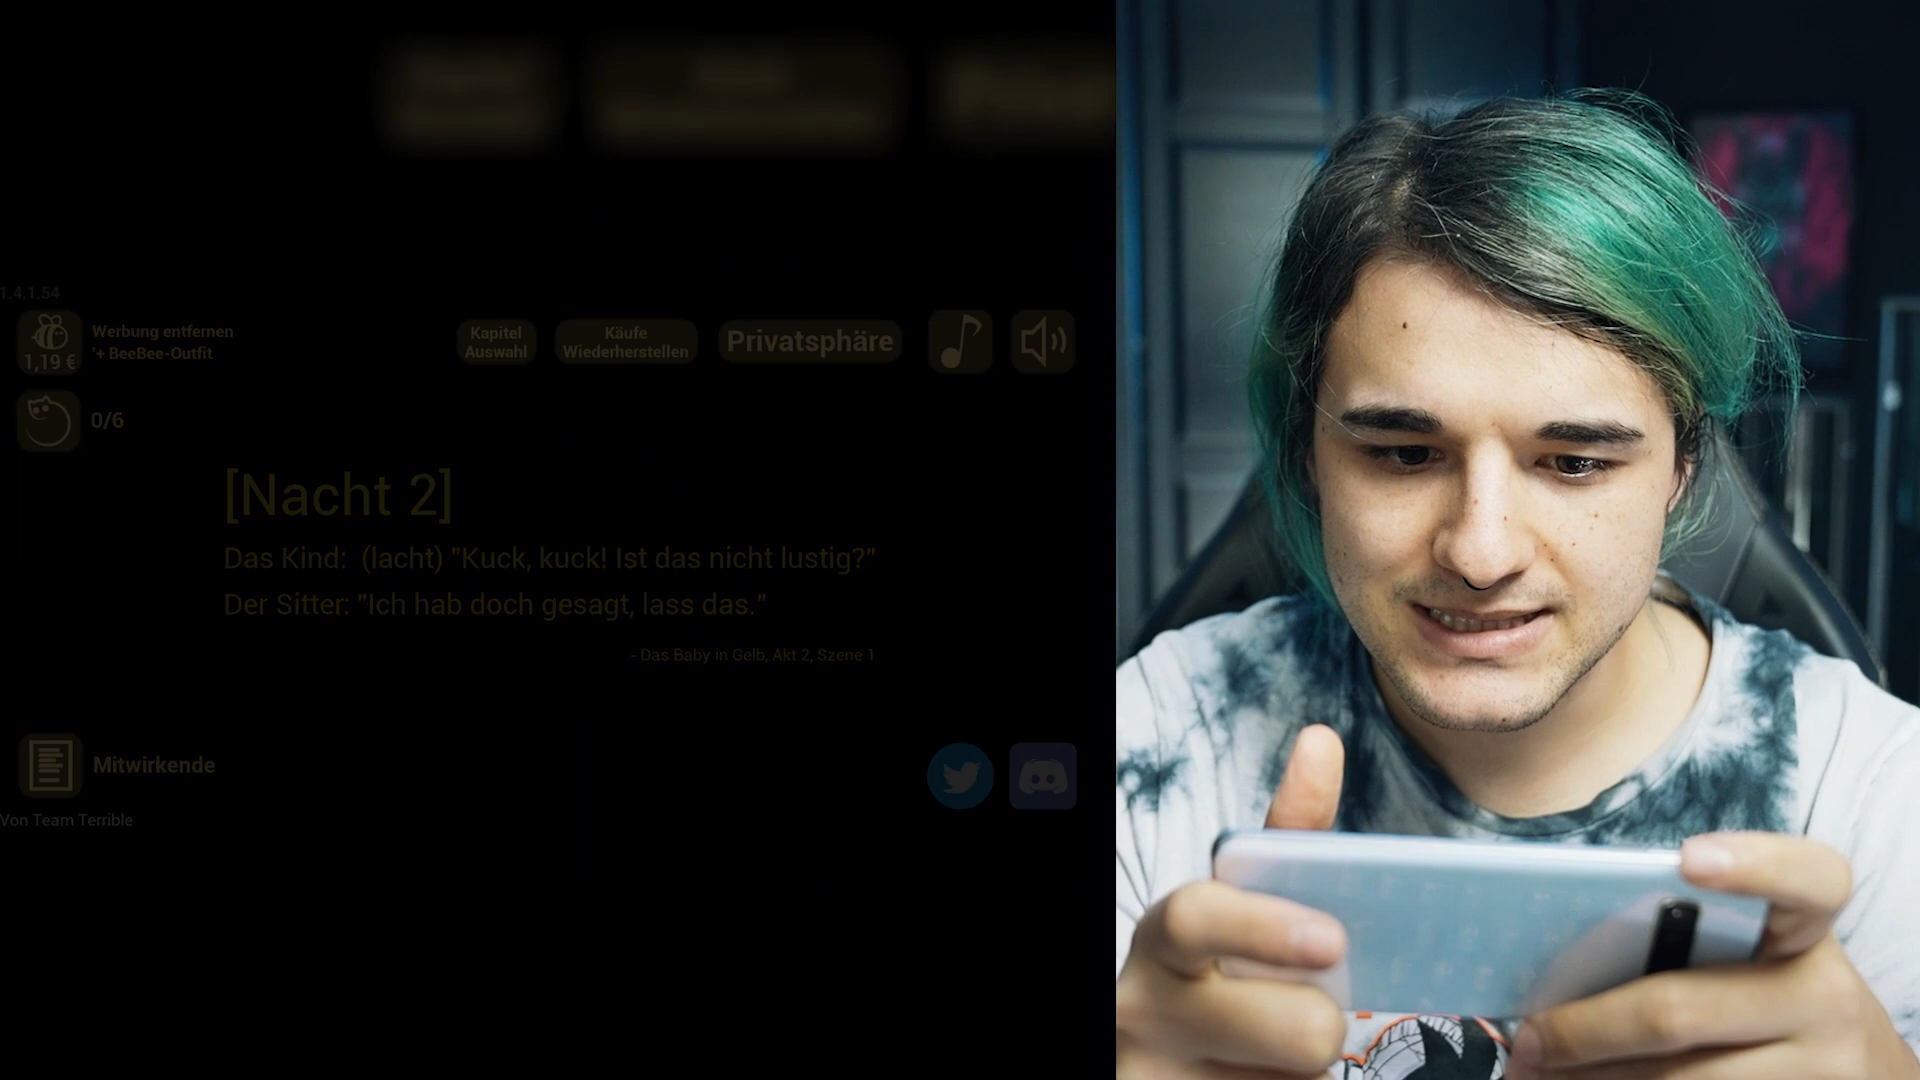 1.4.1.54
1,19 €
Werbung entfernen
'+ BeeBee-Outfit
Kapitel
Auswahl
Käufe
Wiederherstellen
Privatsphäre
0/6
[Nacht 2]
Das Kind: (lacht) "Kuck, kuck! Ist das nicht lustig?"
Der Sitter: "Ich hab doch gesagt, lass das."
- Das Baby in Gelb, Akt 2, Szene 1
Mitwirkende
Von Team Terrible